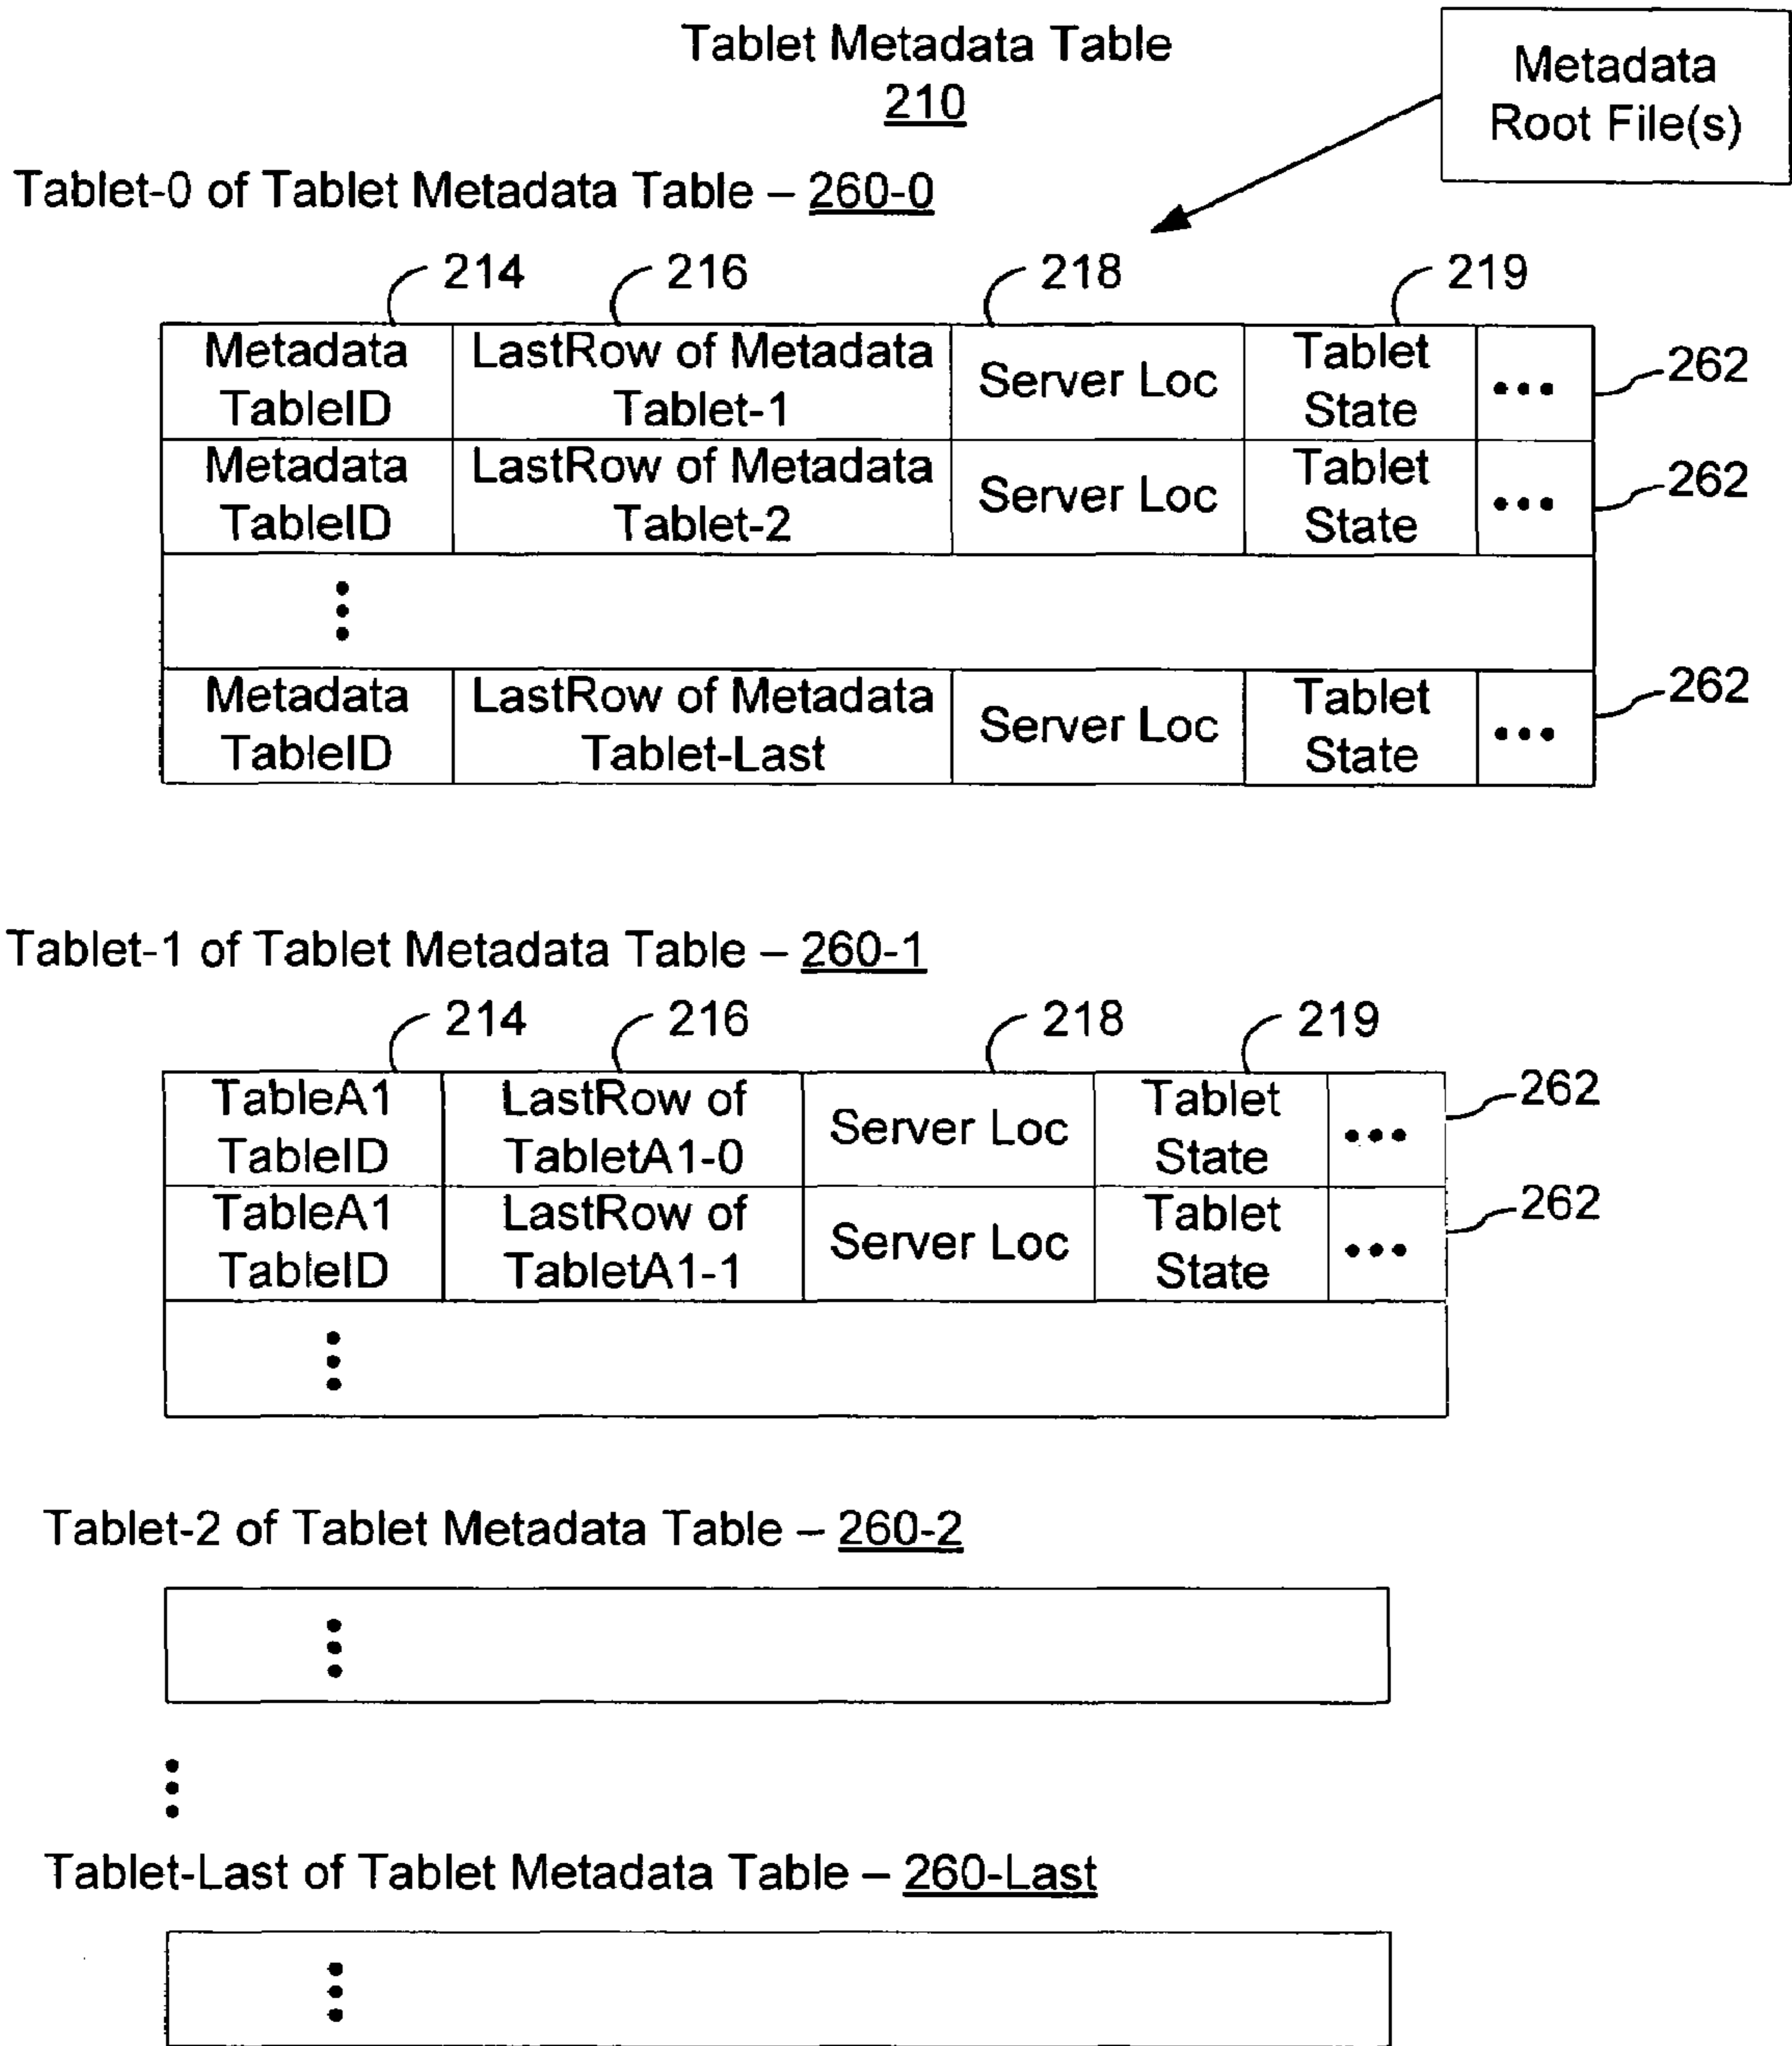 Tablet Metadata Table
210
Metadata
Root File(s)
Tablet-0 of Tablet Metadata Table – 260-0
214 216 218 219
Metadata TableID LastRow of Metadata Tablet-1 Server Loc Tablet State ••• 262
Metadata TableID LastRow of Metadata Tablet-2 Server Loc Tablet State ••• 262
Metadata TableID LastRow of Metadata Tablet-Last Server Loc Tablet State ••• 262
Tablet-1 of Tablet Metadata Table – 260-1
214 216 218 219
TableA1 TableID LastRow of TabletA1-0 Server Loc Tablet State ••• 262
TableA1 TableID LastRow of TabletA1-1 Server Loc Tablet State ••• 262
Tablet-2 of Tablet Metadata Table – 260-2
Tablet-Last of Tablet Metadata Table – 260-Last